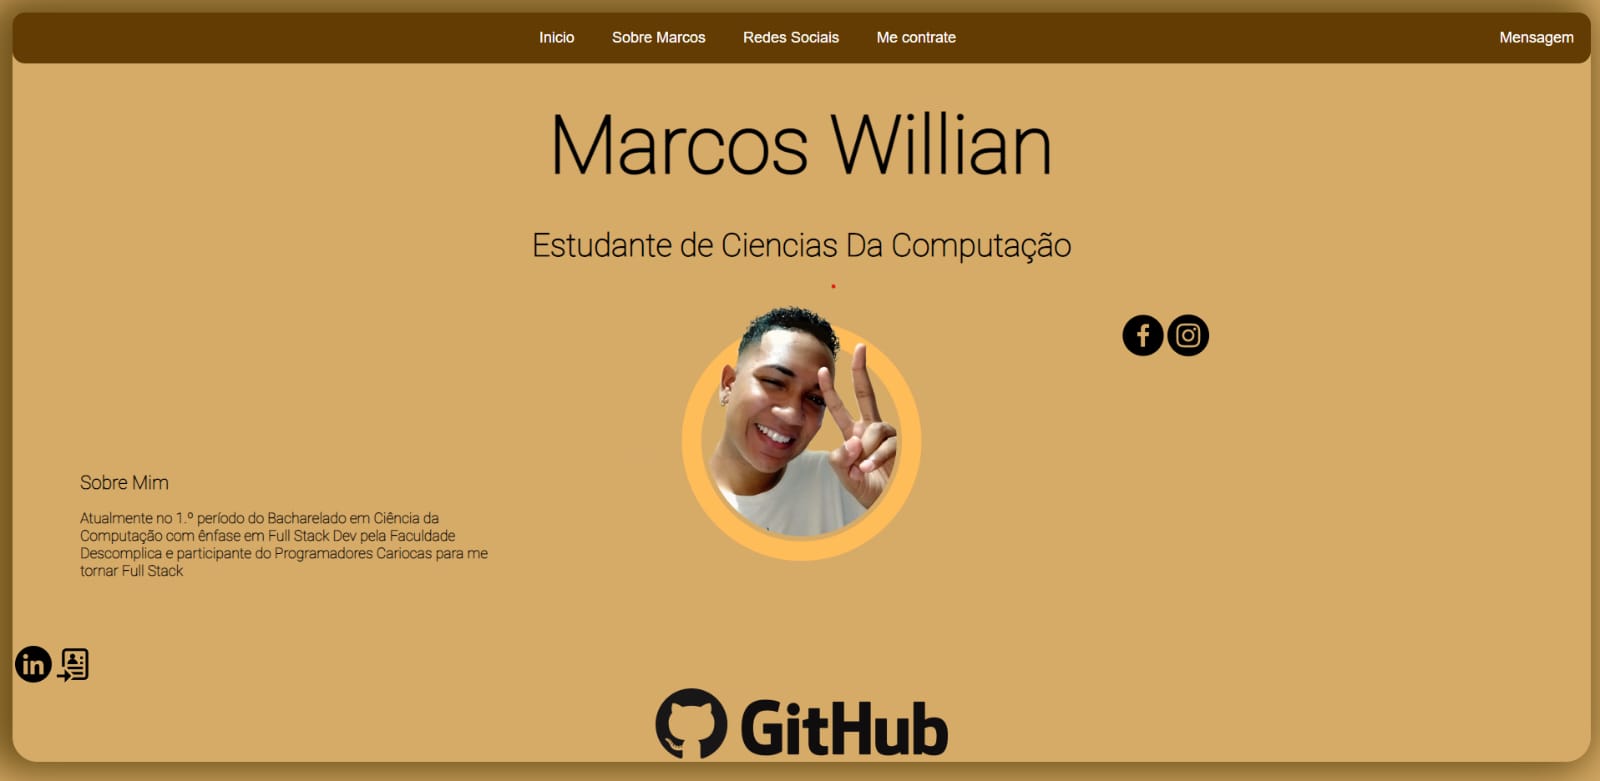 Inicio Sobre Marcos Redes Sociais Me contrate Mensagem
Marcos Willian
Estudante de Ciencias Da Computação
Sobre Mim
Atualmente no 1.º período do Bacharelado em Ciência da
Computação com ênfase em Full Stack Dev pela Faculdade
Descomplica e participante do Programadores Cariocas para me
tornar Full Stack
in
GitHub